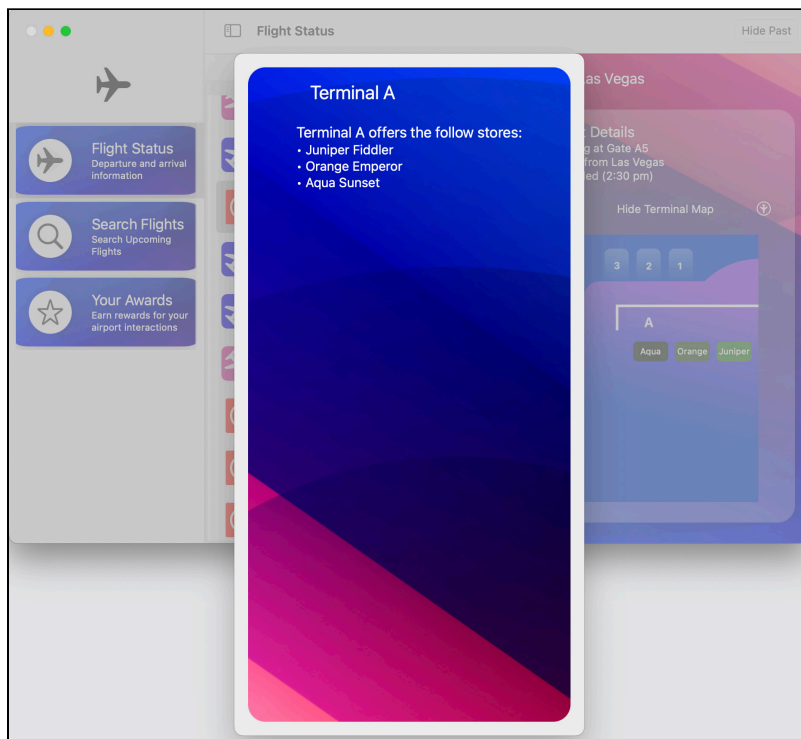 Flight Status
Hide Past
Flight Status
Departure and arrival
information
Search Flights
Search Upcoming
Flights
Your Awards
Earn rewards for your
airport interactions
Terminal A
Terminal A offers the follow stores:
• Juniper Fiddler
• Orange Emperor
• Aqua Sunset
Las Vegas
Details
at Gate A5
from Las Vegas
(2:30 pm)
Hide Terminal Map
3 2 1
A
Aqua Orange Juniper